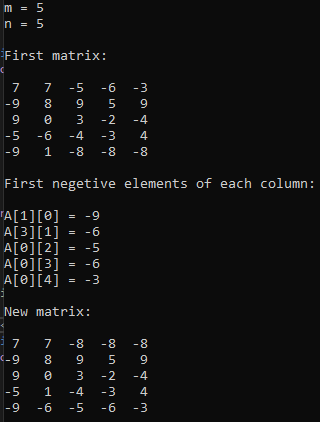 m = 5
n = 5
First matrix:
7 7 -5 -6 -3
-9 8 9 5 9
9 0 3 -2 -4
-5 -6 -4 -3 4
-9 1 -8 -8 -8
First negetive elements of each column:
A[1][0] = -9
A[3][1] = -6
A[0][2] = -5
A[0][3] = -6
A[0][4] = -3
New matrix:
7 7 -8 -8 -8
-9 8 9 5 9
9 0 3 -2 -4
-5 1 -4 -3 4
-9 -6 -5 -6 -3